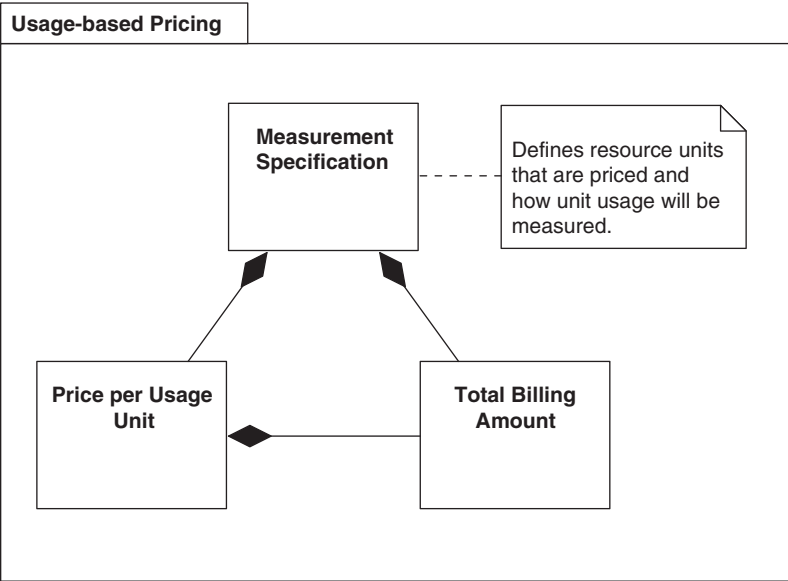 Usage-based Pricing
Measurement
Specification
Defines resource units
that are priced and
how unit usage will be
measured.
Price per Usage
Unit
Total Billing
Amount